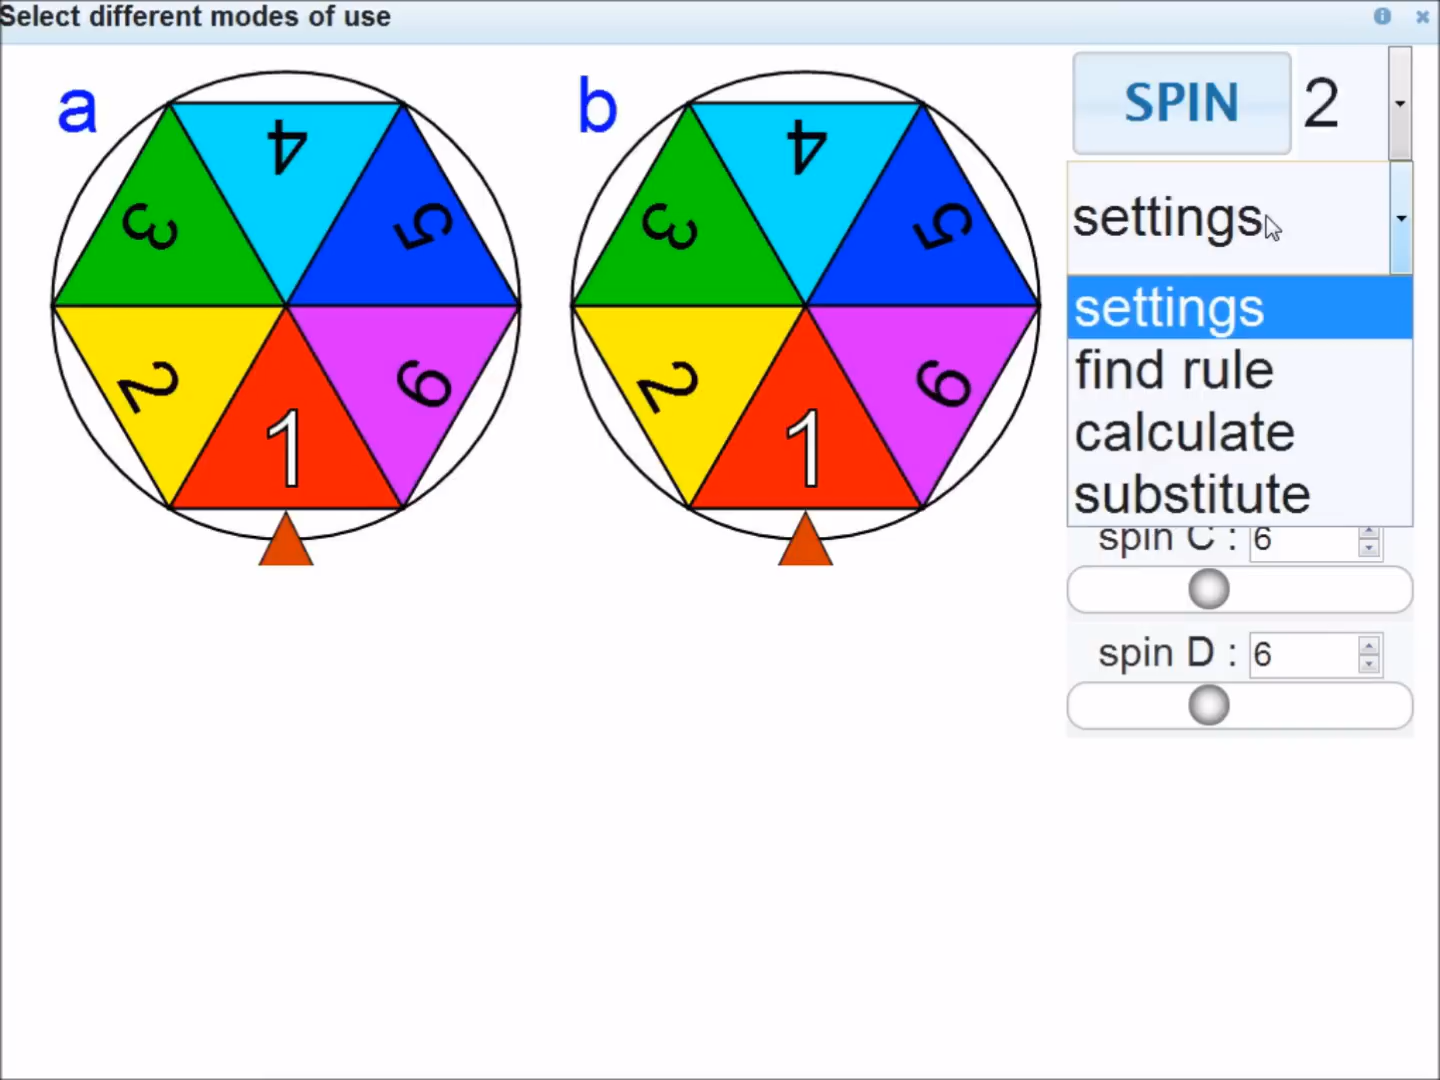 Select different modes of use
a
4
3
5
2
6
1
b
4
3
5
2
6
1
SPIN 2
settings
settings
find rule
calculate
substitute
spin C : 6
spin D : 6